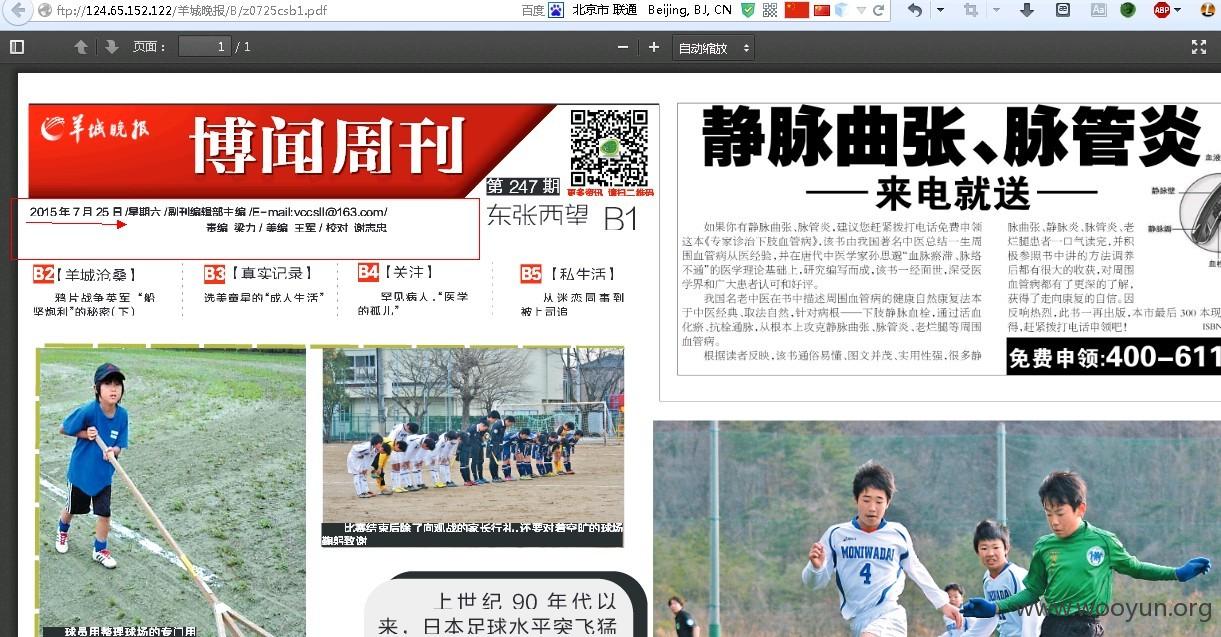 ftp://124.65.152.122/羊城晚报/B/z0725csb1.pdf
百度
北京市 联通 Beijing, BJ, CN
Aa
ABP
页面：
1 / 1
自动缩放
羊城晚报
博闻周刊
第 247 期
更多资讯 请扫二维码
2015 年 7 月 25 日 /星期六 /副刊编辑部主编 /E-mail:yccsll@163.com/
责编 梁力 / 美编 王军 / 校对 谢志忠
东张西望 B1
B2【羊城沧桑】
鸦片战争英军“船
坚炮利”的秘密(下)
B3【真实记录】
选美童星的“成人生活”
B4【关注】
罕见病人，“医学
的孤儿”
B5【私生活】
从迷恋同事到
被上司追
比赛结束后除了向观战的家长行礼，还要对着空旷的球场
鞠躬致谢
球员用整理球场的专门用
上世纪 90 年代以
来，日本足球水平突飞猛
静脉曲张、脉管炎
——来电就送——
如果你有静脉曲张、脉管炎，建议您赶紧拨打电话免费申领
这本《专家诊治下肢血管病》。该书由我国著名中医总结一生周
围血管病从医经验，并在唐代中医学家孙思邈“血脉瘀滞、脉络
不通”的医学理论基础上，研究编写而成，该书一经面世，深受医
学界和广大患者认可和好评。
我国名老中医在书中描述周围血管病的健康自然康复法本
于中医经典、取法自然，针对病根——下肢静脉血栓，通过活血
化瘀、抗栓通脉，从根本上攻克静脉曲张、脉管炎、老烂腿等周围
血管病。
根据读者反映，该书通俗易懂、图文并茂、实用性强，很多静
脉曲张、静脉炎、脉管炎、老
烂腿患者一口气读完，并积
极参照书中讲的方法调养
后都有很大的收获，对周围
血管病都有了更深的了解，
获得了走向康复的自信。因
反响热烈，此书一再出版，本市最后 300 本现
得，赶紧拨打电话申领吧！
ISBN
免费申领:400-611
血液
静脉壁
静脉瓣
血栓
MONIWADAI
4
www.wooyun.org